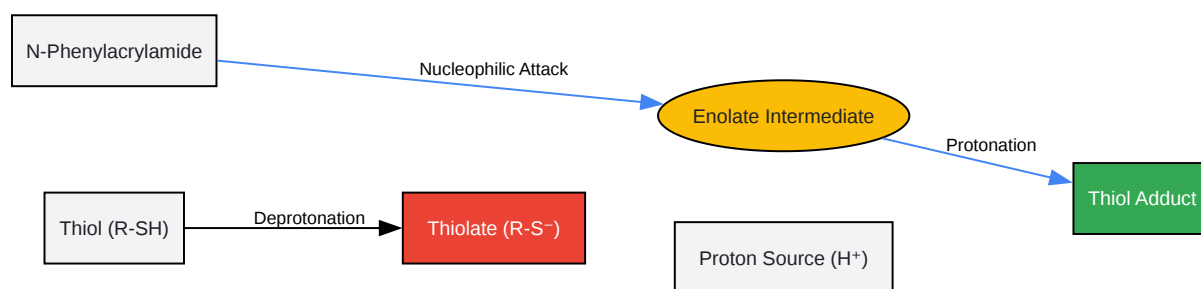 N-Phenylacrylamide
Nucleophilic Attack
Enolate Intermediate
Protonation
Thiol Adduct
Thiol (R-SH)
Deprotonation
Thiolate (R-S⁻)
Proton Source (H⁺)